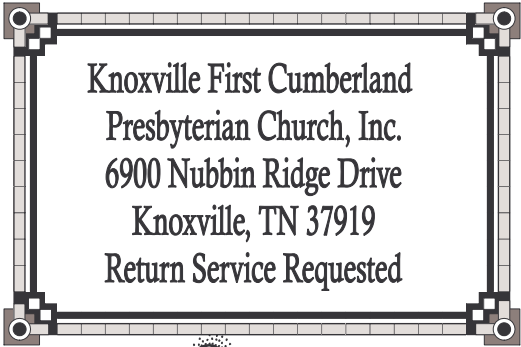 Knoxville First Cumberland
Presbyterian Church, Inc.
6900 Nubbin Ridge Drive
Knoxville, TN 37919
Return Service Requested